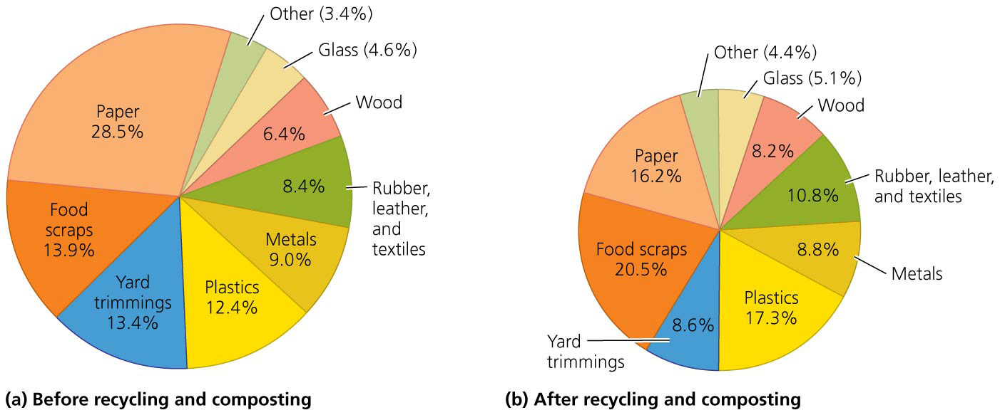 Other (3.4%)
Glass (4.6%)
Wood
6.4%
Paper
28.5%
8.4%
Rubber,
leather,
and
textiles
Food
scraps
13.9%
Metals
9.0%
Yard
trimmings
13.4%
Plastics
12.4%
(a) Before recycling and composting
Other (4.4%)
Glass (5.1%)
Wood
8.2%
Paper
16.2%
10.8%
Rubber, leather,
and textiles
Food scraps
20.5%
8.8%
Metals
Plastics
17.3%
8.6%
Yard
trimmings
(b) After recycling and composting